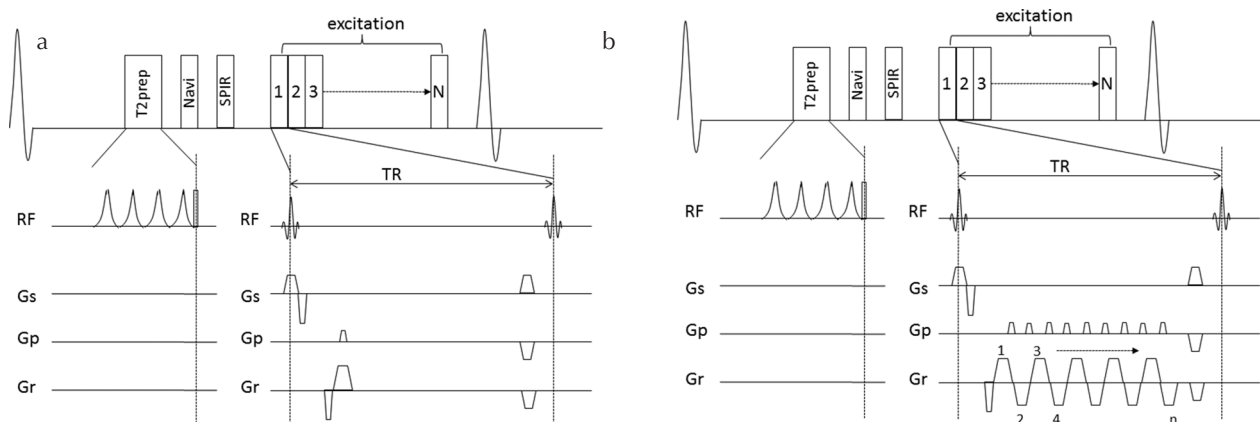 a
excitation
T2prep
Navi
SPIR
1 2 3 N
TR
RF RF
Gs Gs
Gp Gp
Gr Gr
b
excitation
T2prep
Navi
SPIR
1 2 3 N
TR
RF RF
Gs Gs
Gp Gp
1 3
Gr Gr
2 4 n